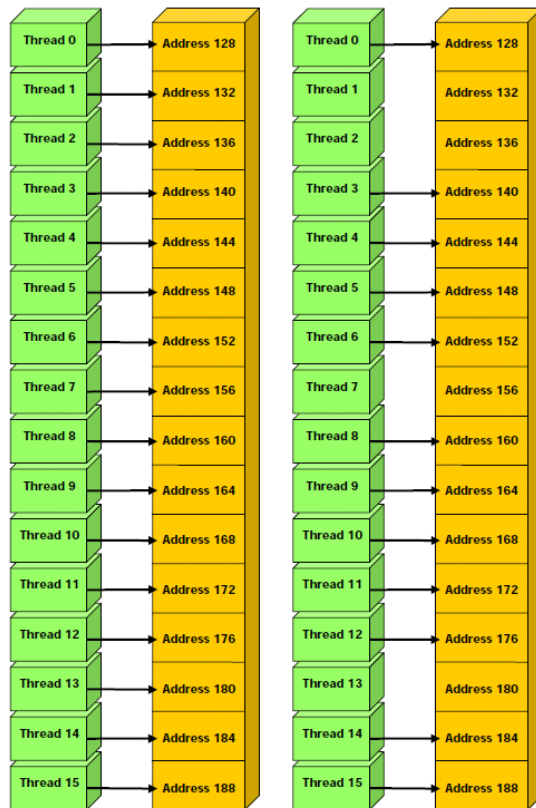 Thread 0 Address 128 Thread 0 Address 128
Thread 1 Address 132 Thread 1 Address 132
Thread 2 Address 136 Thread 2 Address 136
Thread 3 Address 140 Thread 3 Address 140
Thread 4 Address 144 Thread 4 Address 144
Thread 5 Address 148 Thread 5 Address 148
Thread 6 Address 152 Thread 6 Address 152
Thread 7 Address 156 Thread 7 Address 156
Thread 8 Address 160 Thread 8 Address 160
Thread 9 Address 164 Thread 9 Address 164
Thread 10 Address 168 Thread 10 Address 168
Thread 11 Address 172 Thread 11 Address 172
Thread 12 Address 176 Thread 12 Address 176
Thread 13 Address 180 Thread 13 Address 180
Thread 14 Address 184 Thread 14 Address 184
Thread 15 Address 188 Thread 15 Address 188